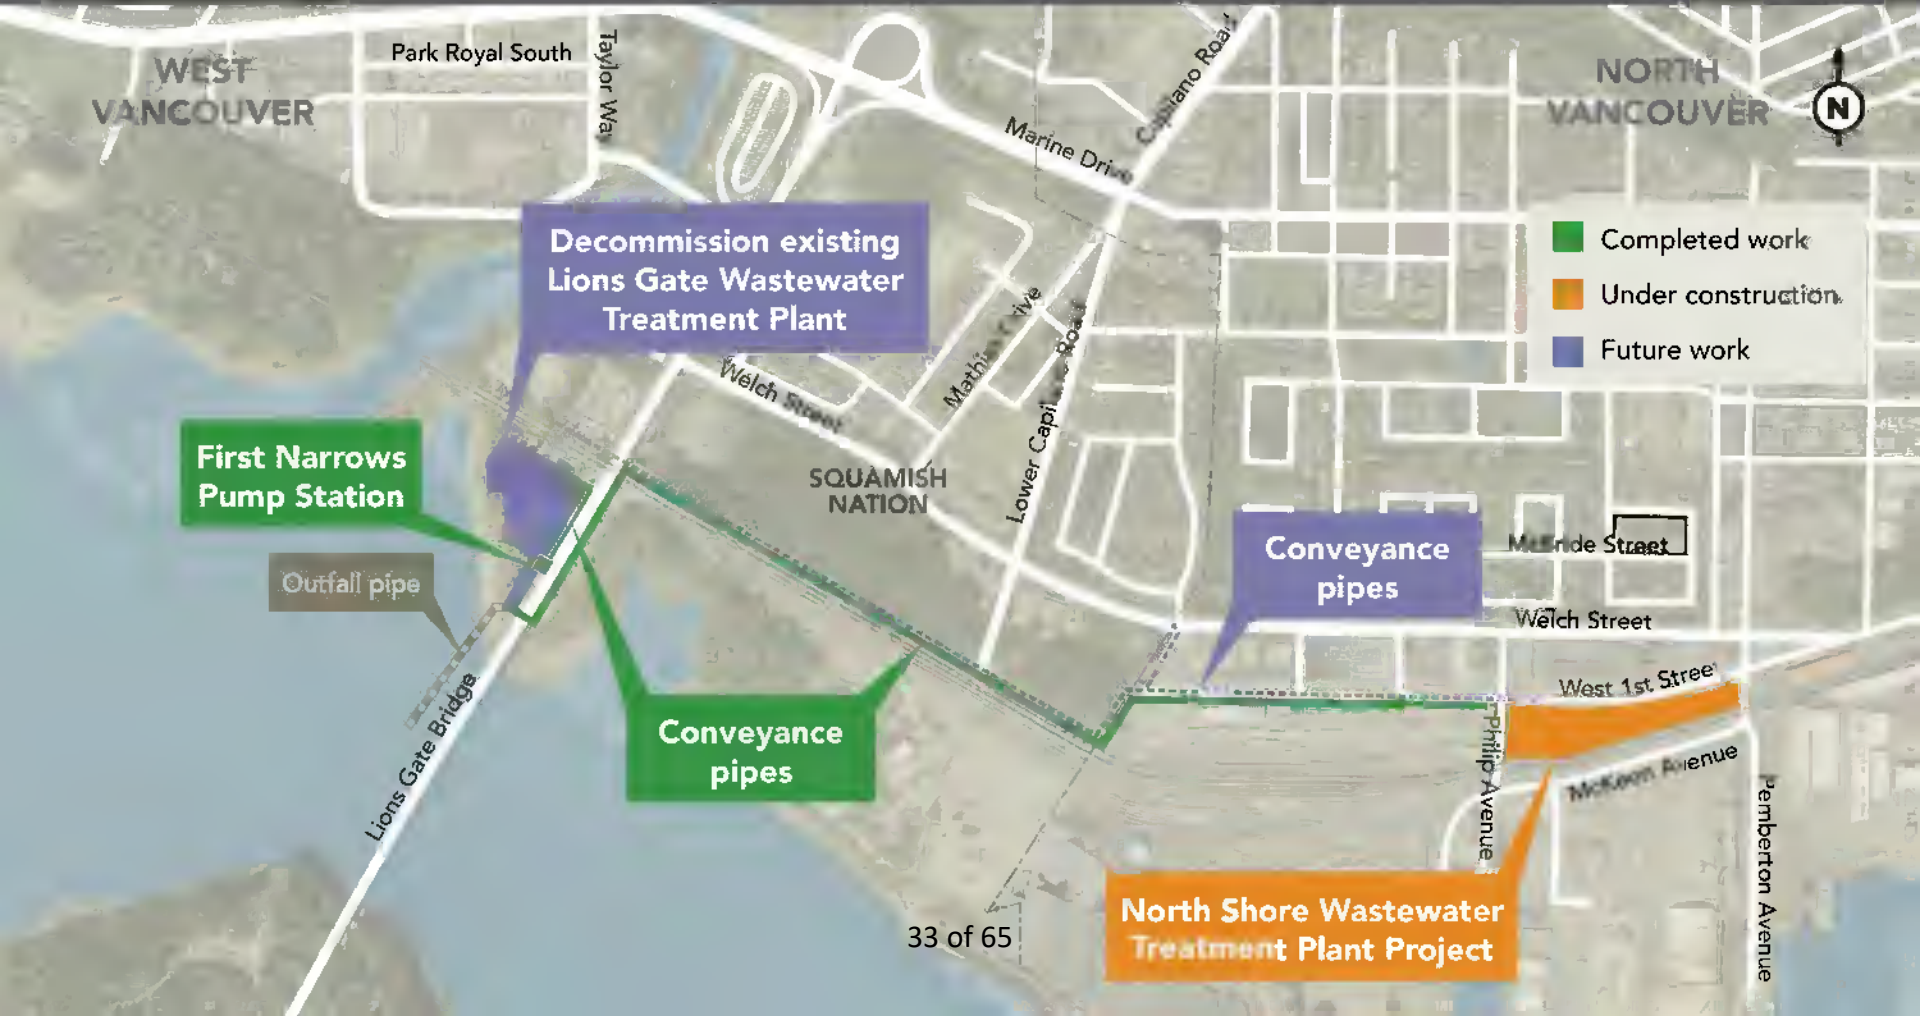 Park Royal South
Taylor Way
WEST
VANCOUVER
NORTH
VANCOUVER
N
Capilano Road
Marine Drive
Completed work
Under construction
Future work
Decommission existing
Lions Gate Wastewater
Treatment Plant
Welch Street
Lower Road
First Narrows
Pump Station
SQUAMISH
NATION
Outfall pipe
Conveyance
pipes
Street
Welch Street
West 1st Street
Conveyance
pipes
Lions Gate Bridge
Philip Avenue
McKeen Avenue
Pemberton Avenue
North Shore Wastewater
Treatment Plant Project
33 of 65